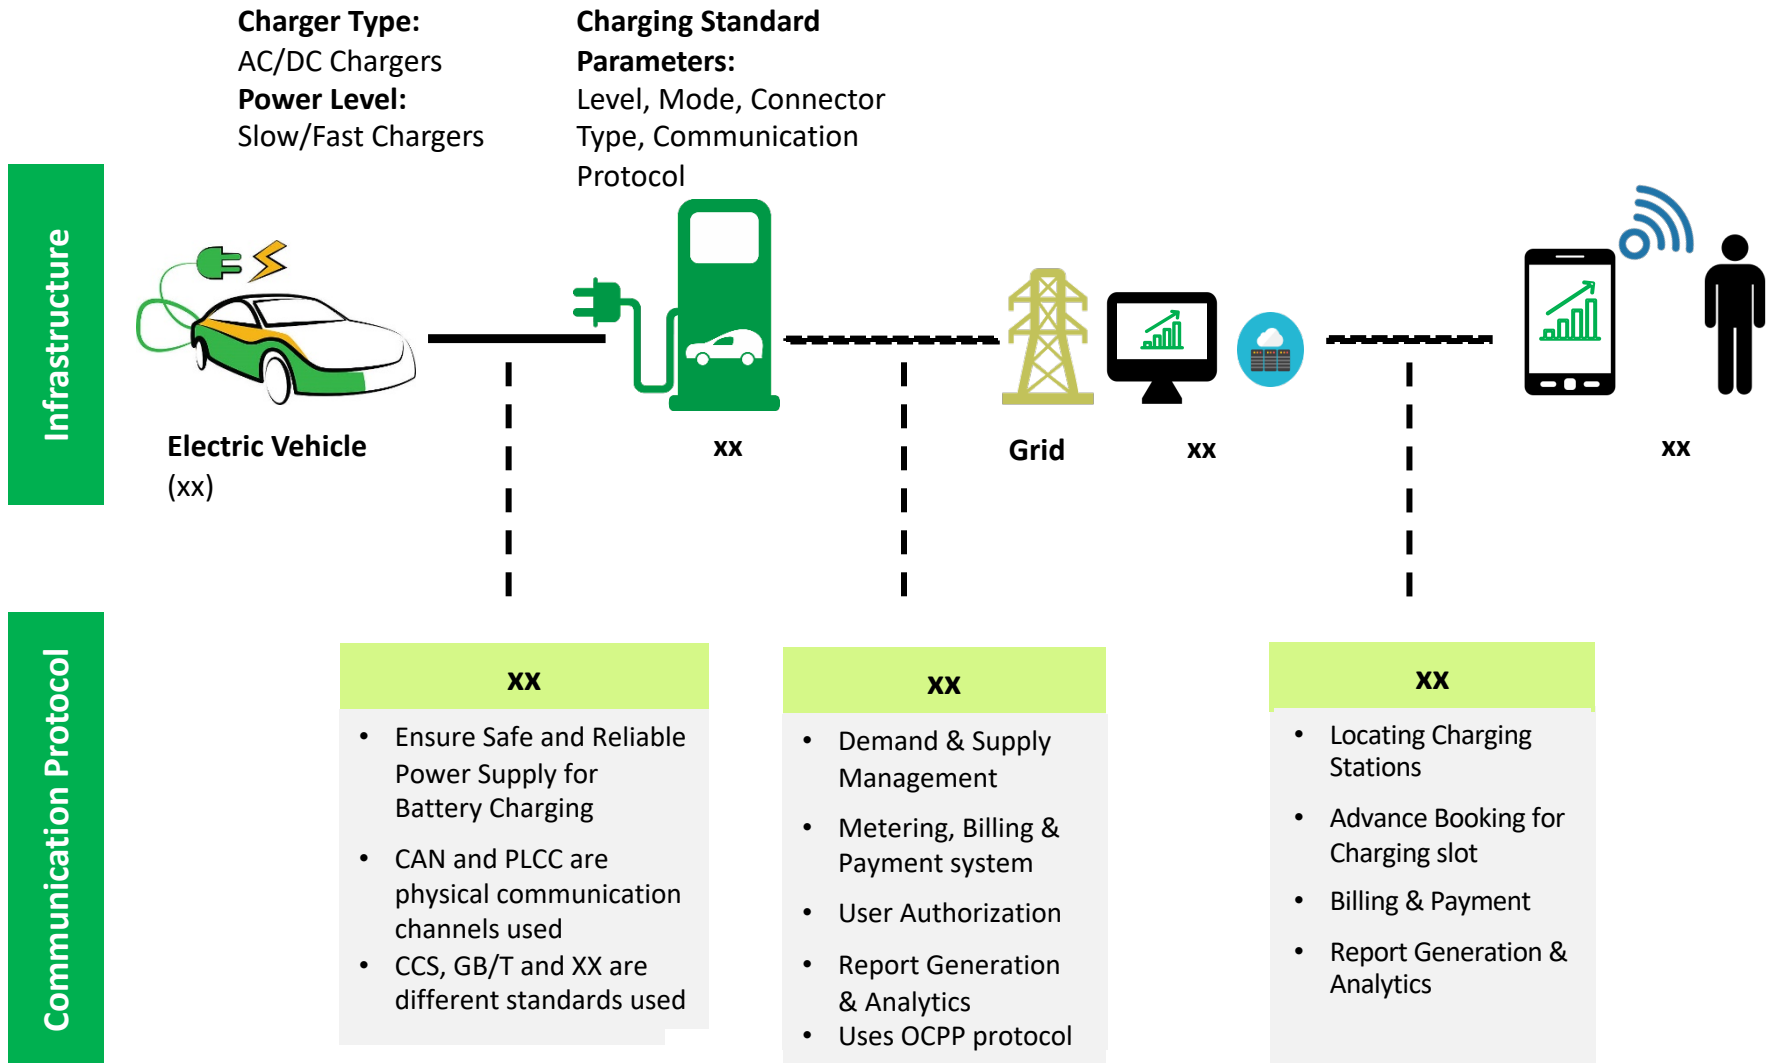 Charger Type:
AC/DC Chargers
Power Level:
Slow/Fast Chargers
Charging Standard
Parameters:
Level, Mode, Connector
Type, Communication
Protocol
Infrastructure
Electric Vehicle
(xx)
xx
Grid
xx
xx
Communication Protocol
xx
• Ensure Safe and Reliable
Power Supply for
Battery Charging
• CAN and PLCC are
physical communication
channels used
• CCS, GB/T and XX are
different standards used
xx
• Demand & Supply
Management
• Metering, Billing &
Payment system
• User Authorization
• Report Generation
& Analytics
• Uses OCPP protocol
xx
• Locating Charging
Stations
• Advance Booking for
Charging slot
• Billing & Payment
• Report Generation &
Analytics